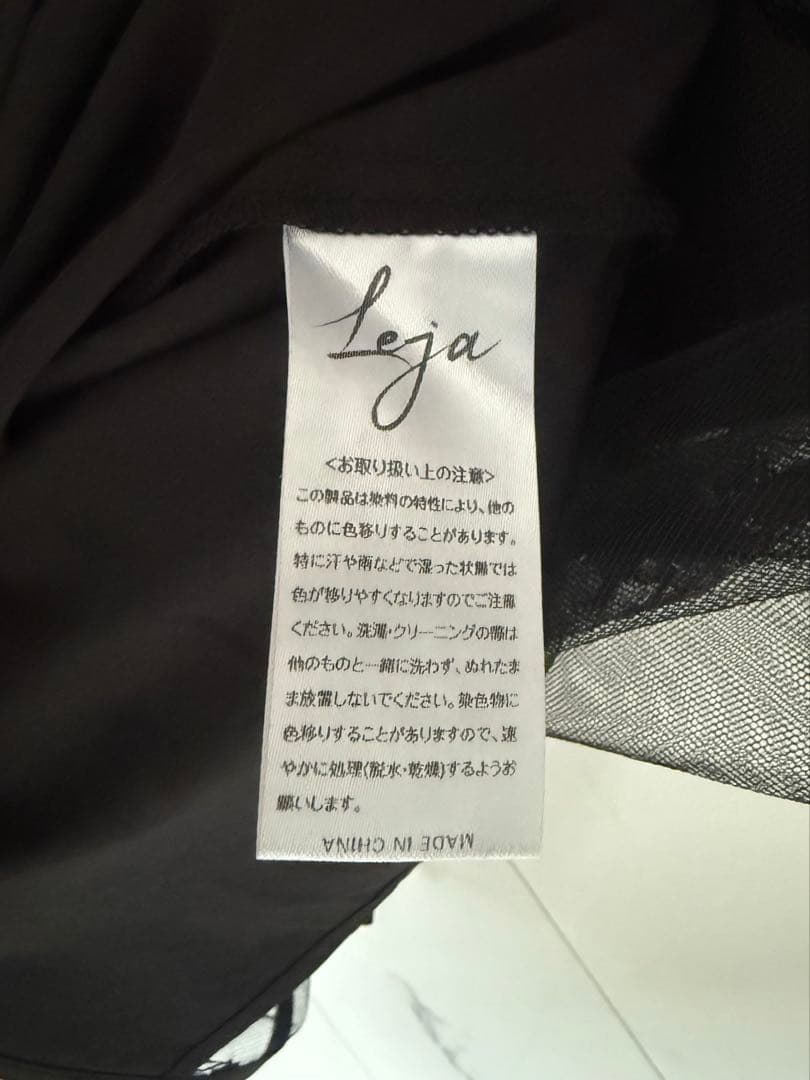 Leja
<お取り扱い上の注意>
この製品は染料の特性により、他の
ものに色移りすることがあります。
特に汗や雨などで湿った状態では
色が移りやすくなりますのでご注意
ください。洗濯・クリーニングの際は
他のものと一緒に洗わず、ぬれたま
ま放置しないでください。染色物に
色移りすることがありますので、速
やかに処理(脱水・乾燥)するようお
願いします。
MADE IN CHINA